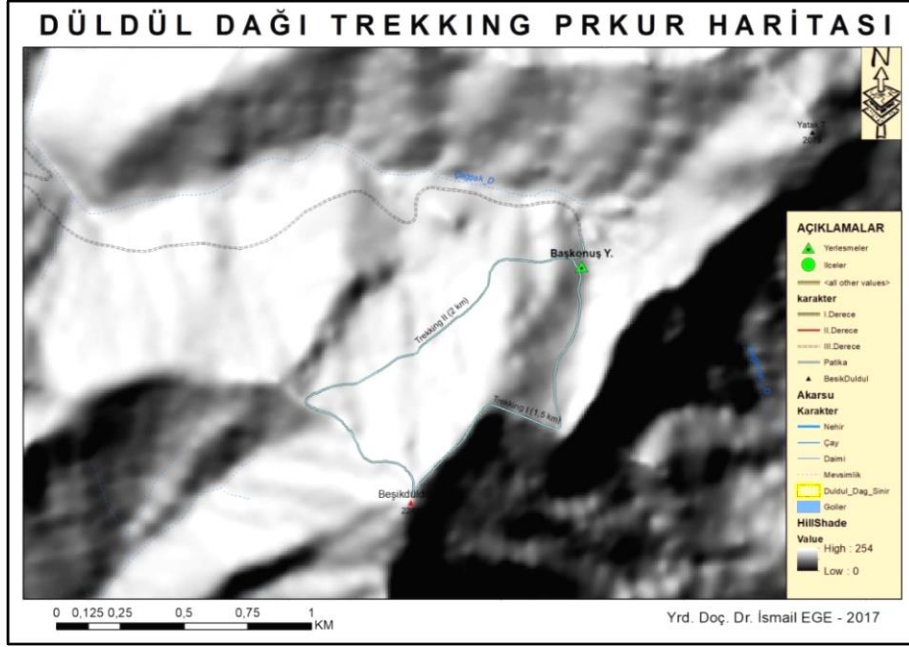 DÜLDÜL DAĞI TREKKING PRKUR HARİTASI
N
Yatak T.
Çağpak_D
Başkonuş Y.
Trekking II (2 km)
Trekking I (1,5 km)
AÇIKLAMALAR
Yerlesmeler
Ilceler
<all other values>
karakter
I.Derece
II.Derece
III.Derece
Patika
BesikDuldul
Akarsu
Karakter
Nehir
Çay
Daimi
Mevsimlik
Duldul_Dag_Sinir
Goller
HillShade
Value
High : 254
Low : 0
0 0,125 0,25 0,5 0,75 1
KM
Yrd. Doç. Dr. İsmail EGE - 2017